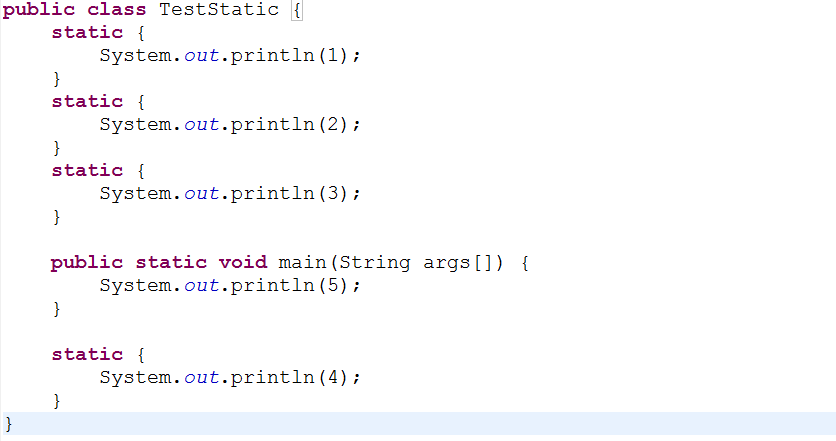 public class TestStatic {
    static {
        System.out.println(1);
    }
    static {
        System.out.println(2);
    }
    static {
        System.out.println(3);
    }

    public static void main(String args[]) {
        System.out.println(5);
    }

    static {
        System.out.println(4);
    }
}